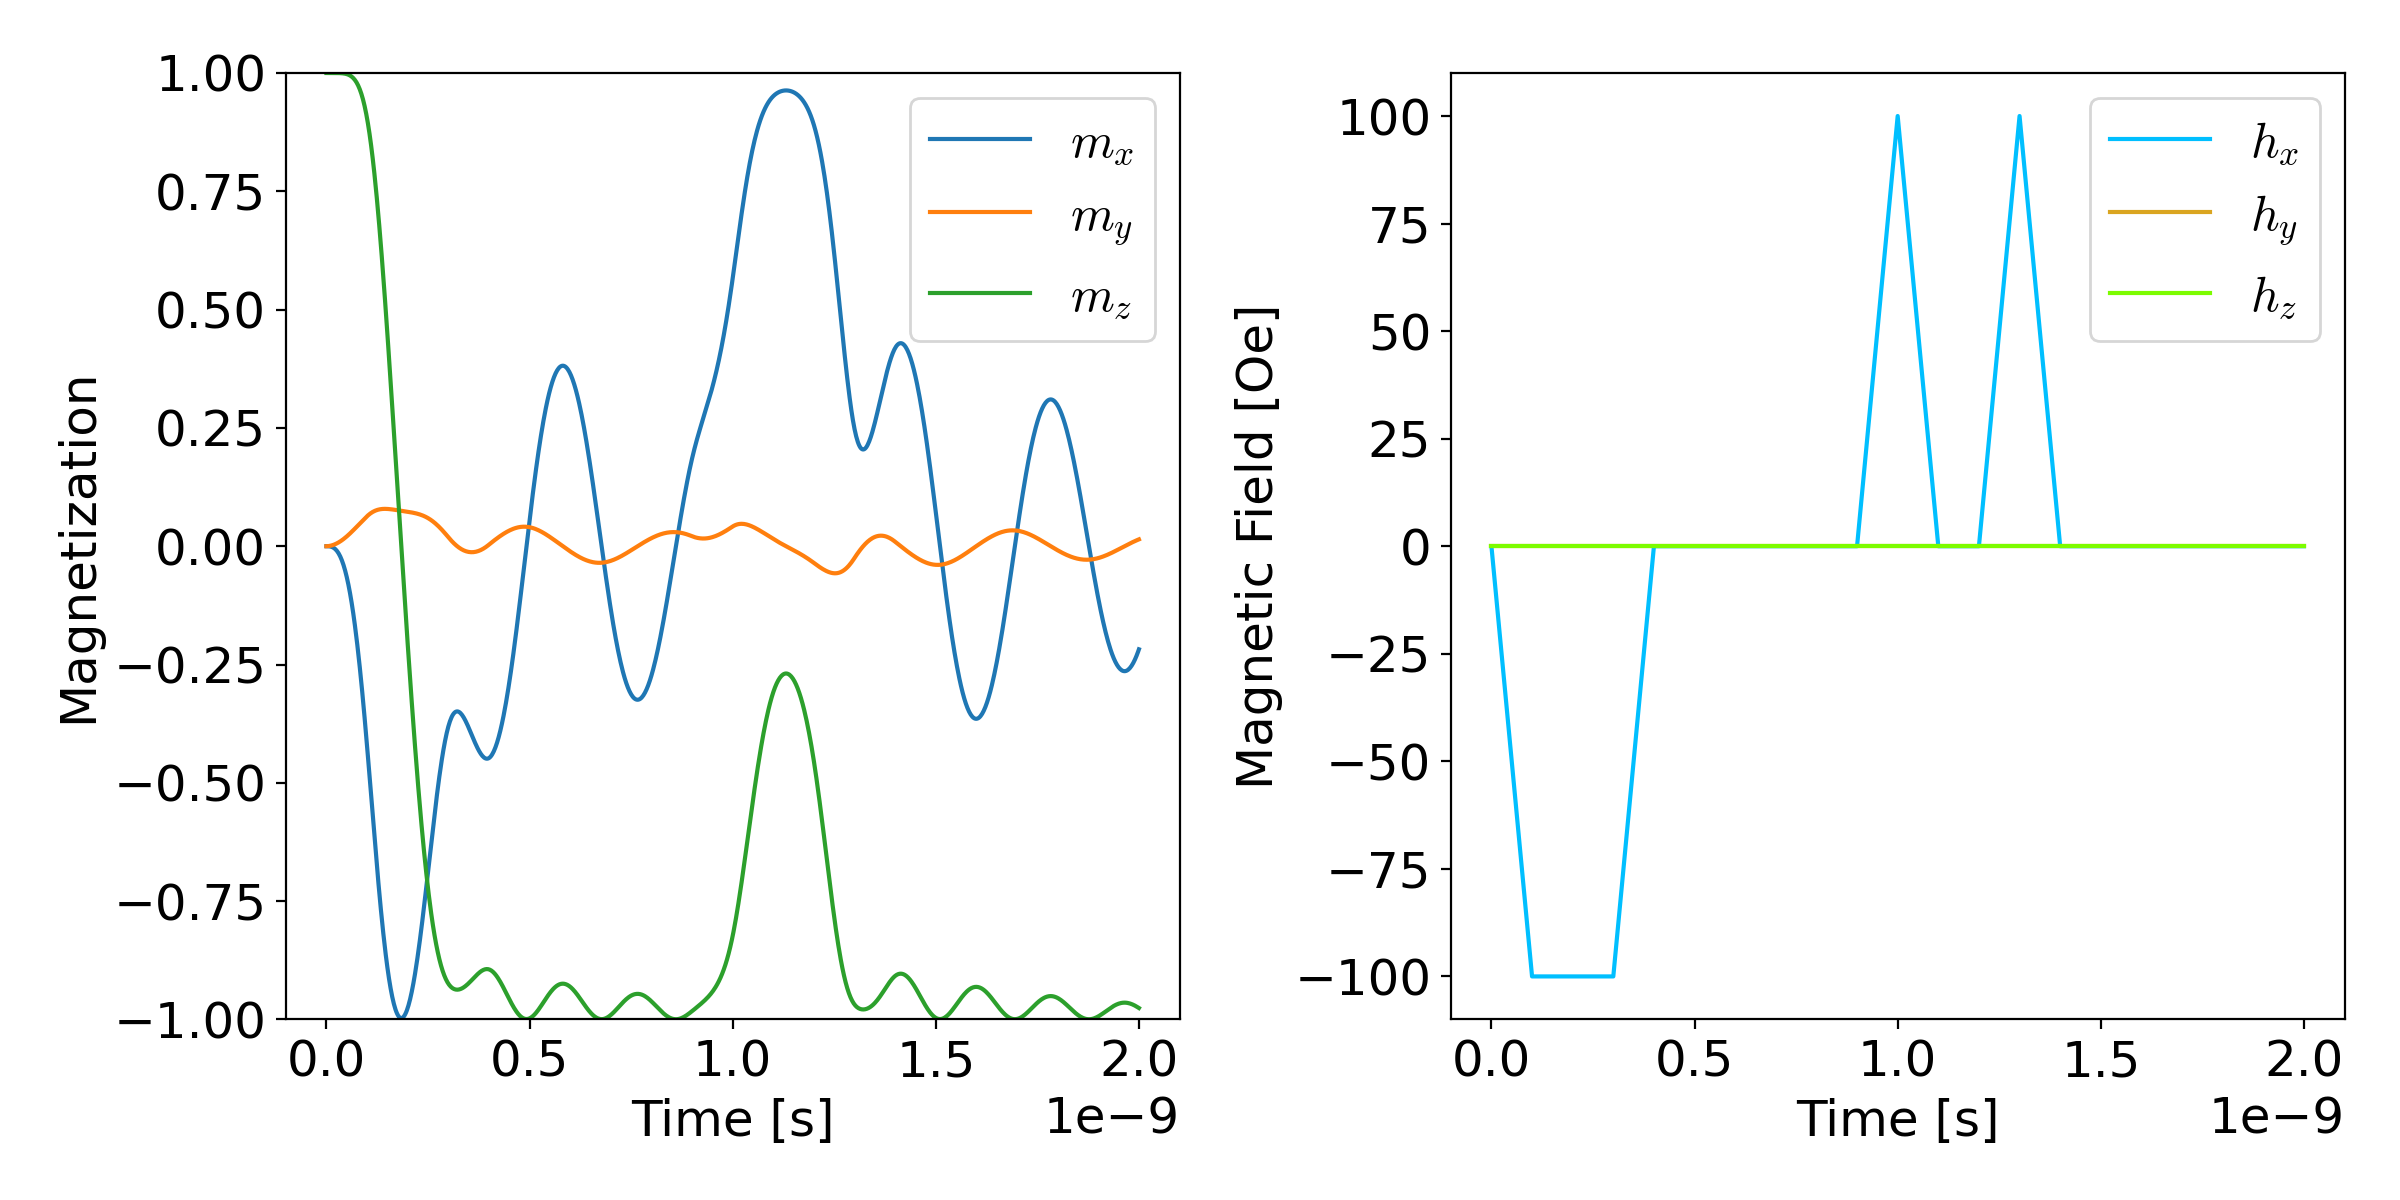 Magnetization
1.00
0.75
0.50
0.25
0.00
−0.25
−0.50
−0.75
−1.00
0.0 0.5 1.0 1.5 2.0
Time [s]
1e−9
m_x
m_y
m_z
Magnetic Field [Oe]
100
75
50
25
0
−25
−50
−75
−100
0.0 0.5 1.0 1.5 2.0
Time [s]
1e−9
h_x
h_y
h_z